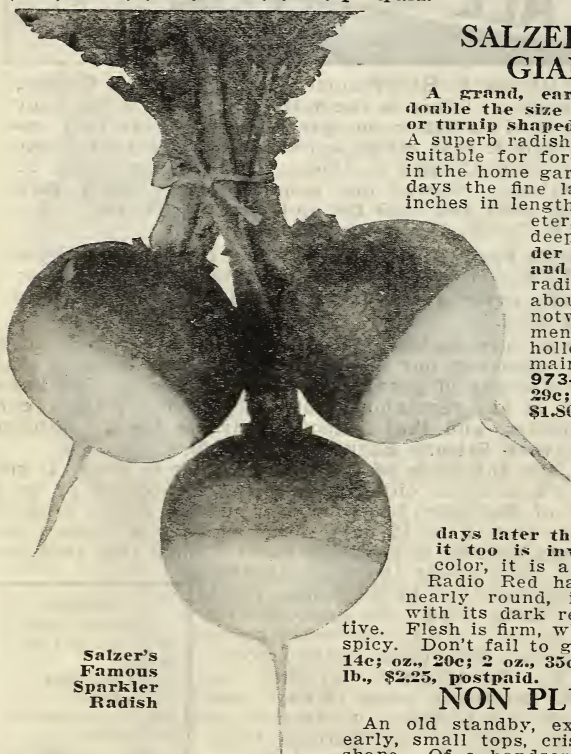 SALZER
GIA
A grand, ear
double the size
or turnip shaped
A superb radish
suitable for for
in the home gar
days the fine la
inches in length
eter
deep
der
and
radi
abou
notw
men
holl
main
973-
29c;
$1.80
days later th
it too is inv
color, it is a
Radio Red ha
nearly round, i
with its dark re
tive. Flesh is firm, w
spicy. Don't fail to g
14c; oz., 20c; 2 oz., 35c
lb., $2.25, postpaid.
Salzer's
Famous
Sparkler
Radish
NON PL
An old standby, ex
early, small tops, cris